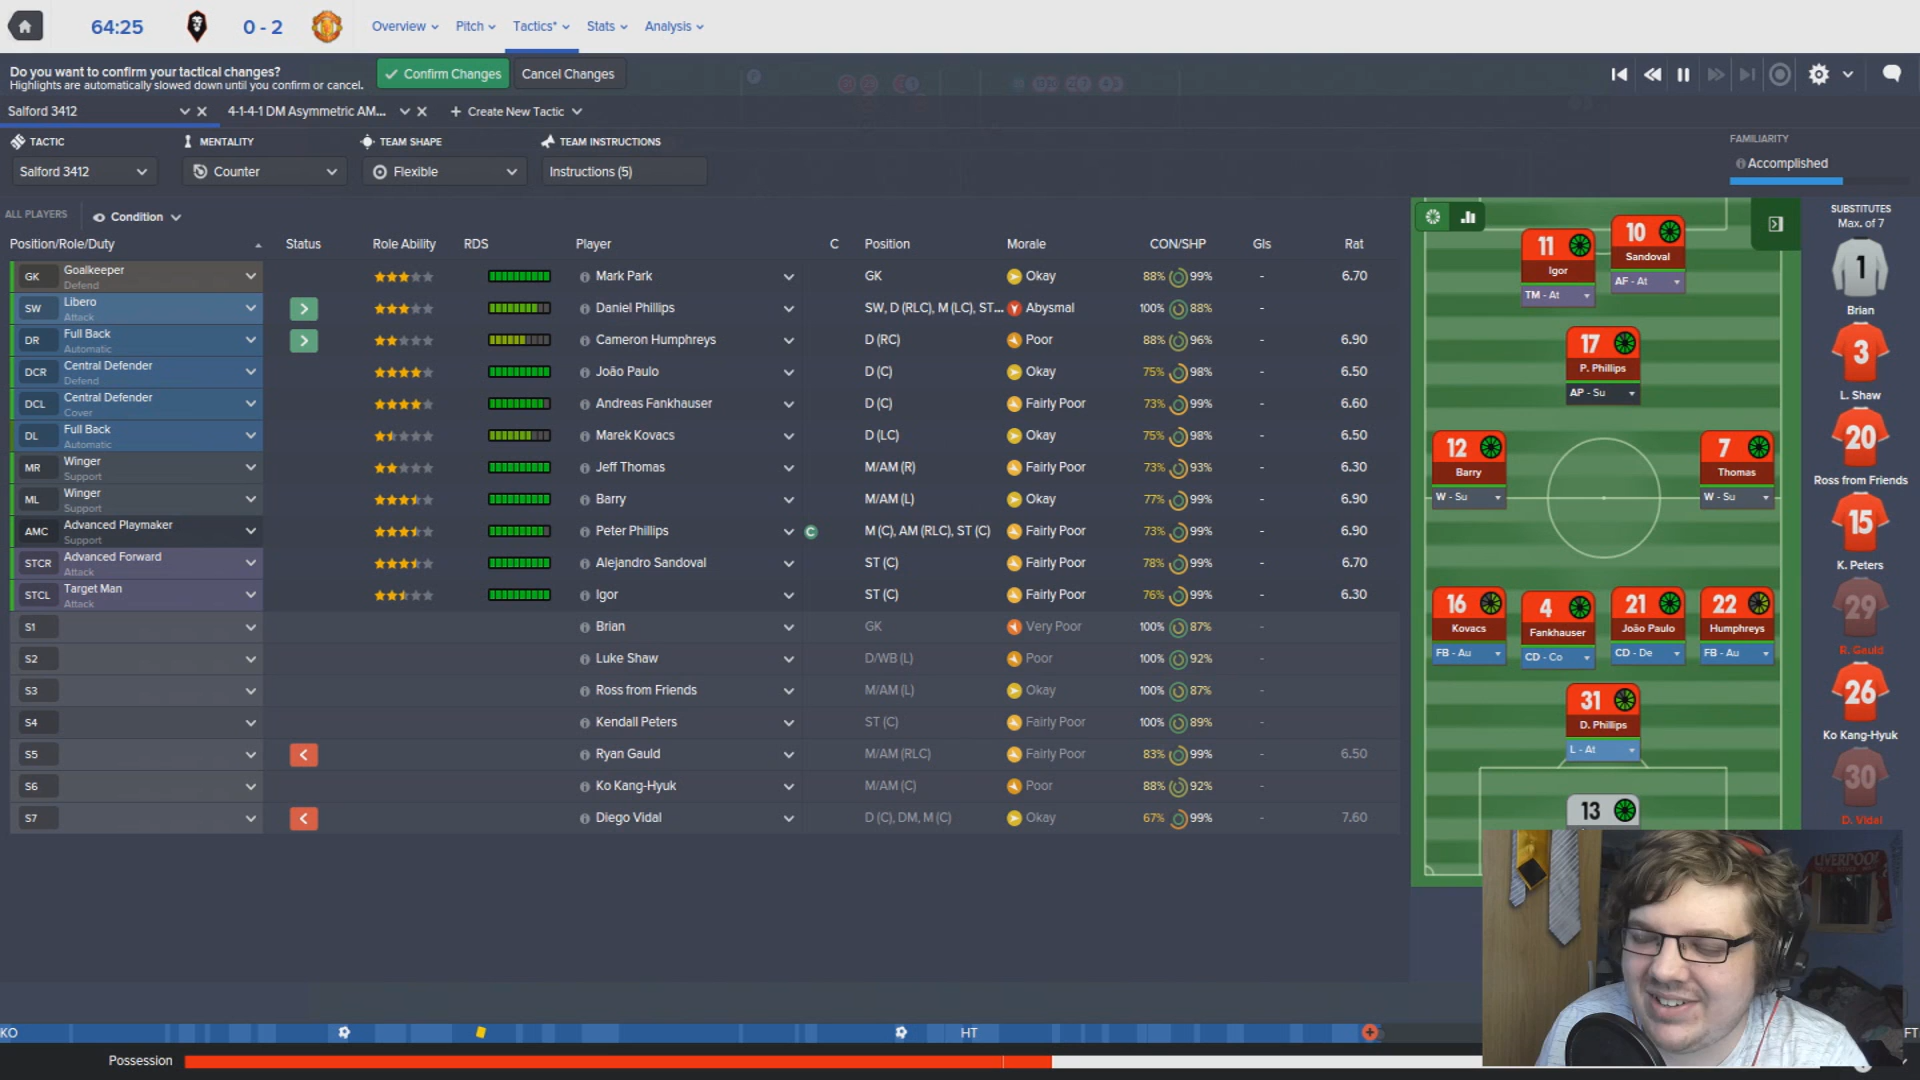 64:25 0 - 2 Overview Pitch Tactics* Stats Analysis
Do you want to confirm your tactical changes? Confirm Changes Cancel Changes
Highlights are automatically slowed down until you confirm or cancel.
Salford 3412 4-1-4-1 DM Asymmetric AM... + Create New Tactic
TACTIC MENTALITY TEAM SHAPE TEAM INSTRUCTIONS FAMILIARITY
Salford 3412 Counter Flexible Instructions (5) Accomplished
ALL PLAYERS Condition
Position/Role/Duty Status Role Ability RDS Player C Position Morale CON/SHP Gls Rat
GK Goalkeeper Defend Mark Park GK Okay 88% 99% - 6.70
SW Libero Attack Daniel Phillips SW, D (RLC), M (LC), ST... Abysmal 100% 88% -
DR Full Back Automatic Cameron Humphreys D (RC) Poor 88% 96% - 6.90
DCR Central Defender Defend João Paulo D (C) Okay 75% 98% - 6.50
DCL Central Defender Cover Andreas Fankhauser D (C) Fairly Poor 73% 99% - 6.60
DL Full Back Automatic Marek Kovacs D (LC) Okay 75% 98% - 6.50
MR Winger Support Jeff Thomas M/AM (R) Fairly Poor 73% 93% - 6.30
ML Winger Support Barry M/AM (L) Okay 77% 99% - 6.90
AMC Advanced Playmaker Support Peter Phillips C M (C), AM (RLC), ST (C) Fairly Poor 73% 99% - 6.90
STCR Advanced Forward Attack Alejandro Sandoval ST (C) Fairly Poor 78% 99% - 6.70
STCL Target Man Attack Igor ST (C) Fairly Poor 76% 99% - 6.30
S1 Brian GK Very Poor 100% 87% -
S2 Luke Shaw D/WB (L) Poor 100% 92% -
S3 Ross from Friends M/AM (L) Okay 100% 87% -
S4 Kendall Peters ST (C) Fairly Poor 100% 89% -
S5 Ryan Gauld M/AM (RLC) Fairly Poor 83% 99% - 6.50
S6 Ko Kang-Hyuk M/AM (C) Poor 88% 92% -
S7 Diego Vidal D (C), DM, M (C) Okay 67% 99% - 7.60
11 Igor TM - At
10 Sandoval AF - At
17 P. Phillips AP - Su
12 Barry W - Su
7 Thomas W - Su
16 Kovacs FB - Au
4 Fankhauser CD - Co
21 João Paulo CD - De
22 Humphreys FB - Au
31 D. Phillips L - At
13
SUBSTITUTES
Max. of 7
1
Brian
3
L. Shaw
20
Ross from Friends
15
K. Peters
29
R. Gauld
26
Ko Kang-Hyuk
30
D. Vidal
LIVERPOOL
KO HT FT
Possession